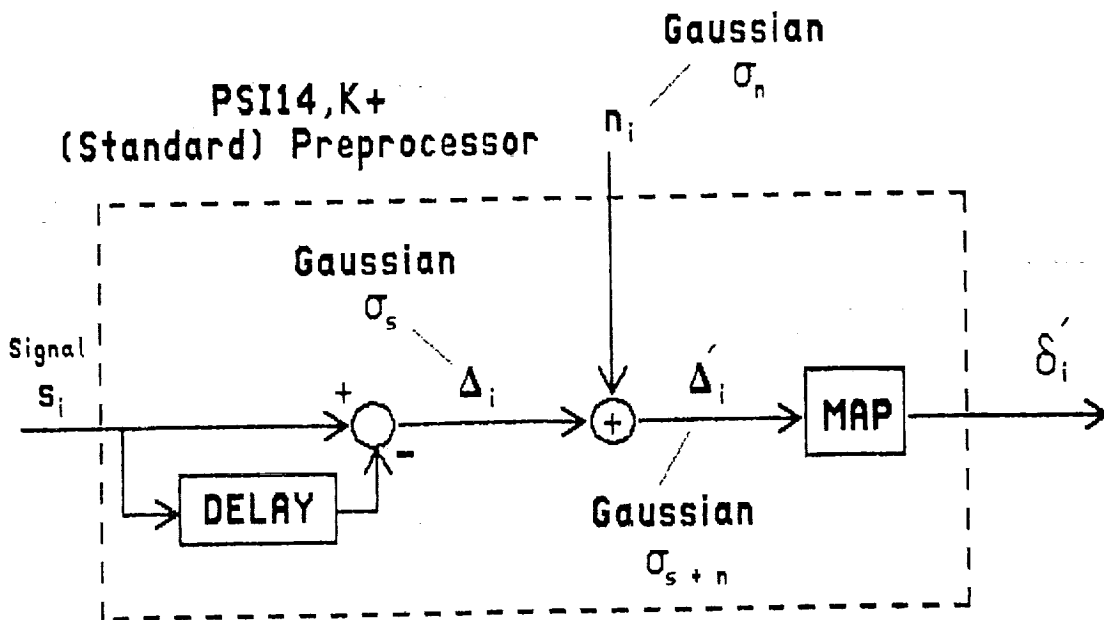 Gaussian
σₙ
PSI14,K+
(Standard) Preprocessor
nᵢ
Gaussian
σₛ
Signal
sᵢ
+
Δᵢ
-
+
Δ′ᵢ
MAP
δ′ᵢ
DELAY
Gaussian
σₛ ₊ ₙ